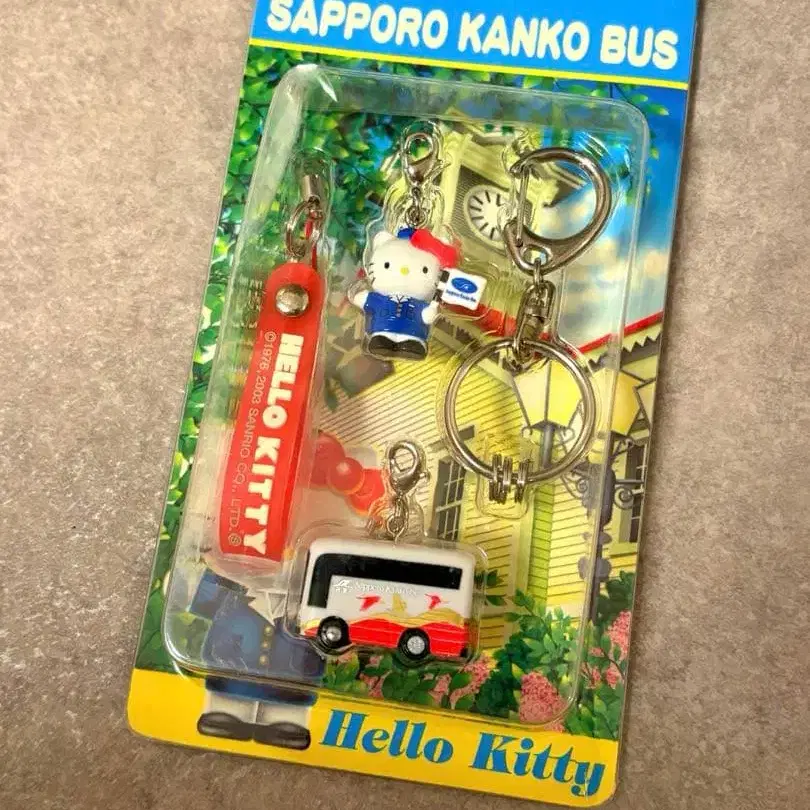 SAPPORO KANKO BUS
HELLO KITTY
©1976, 2003 SANRIO CO., LTD. Ⓢ
Hello Kitty